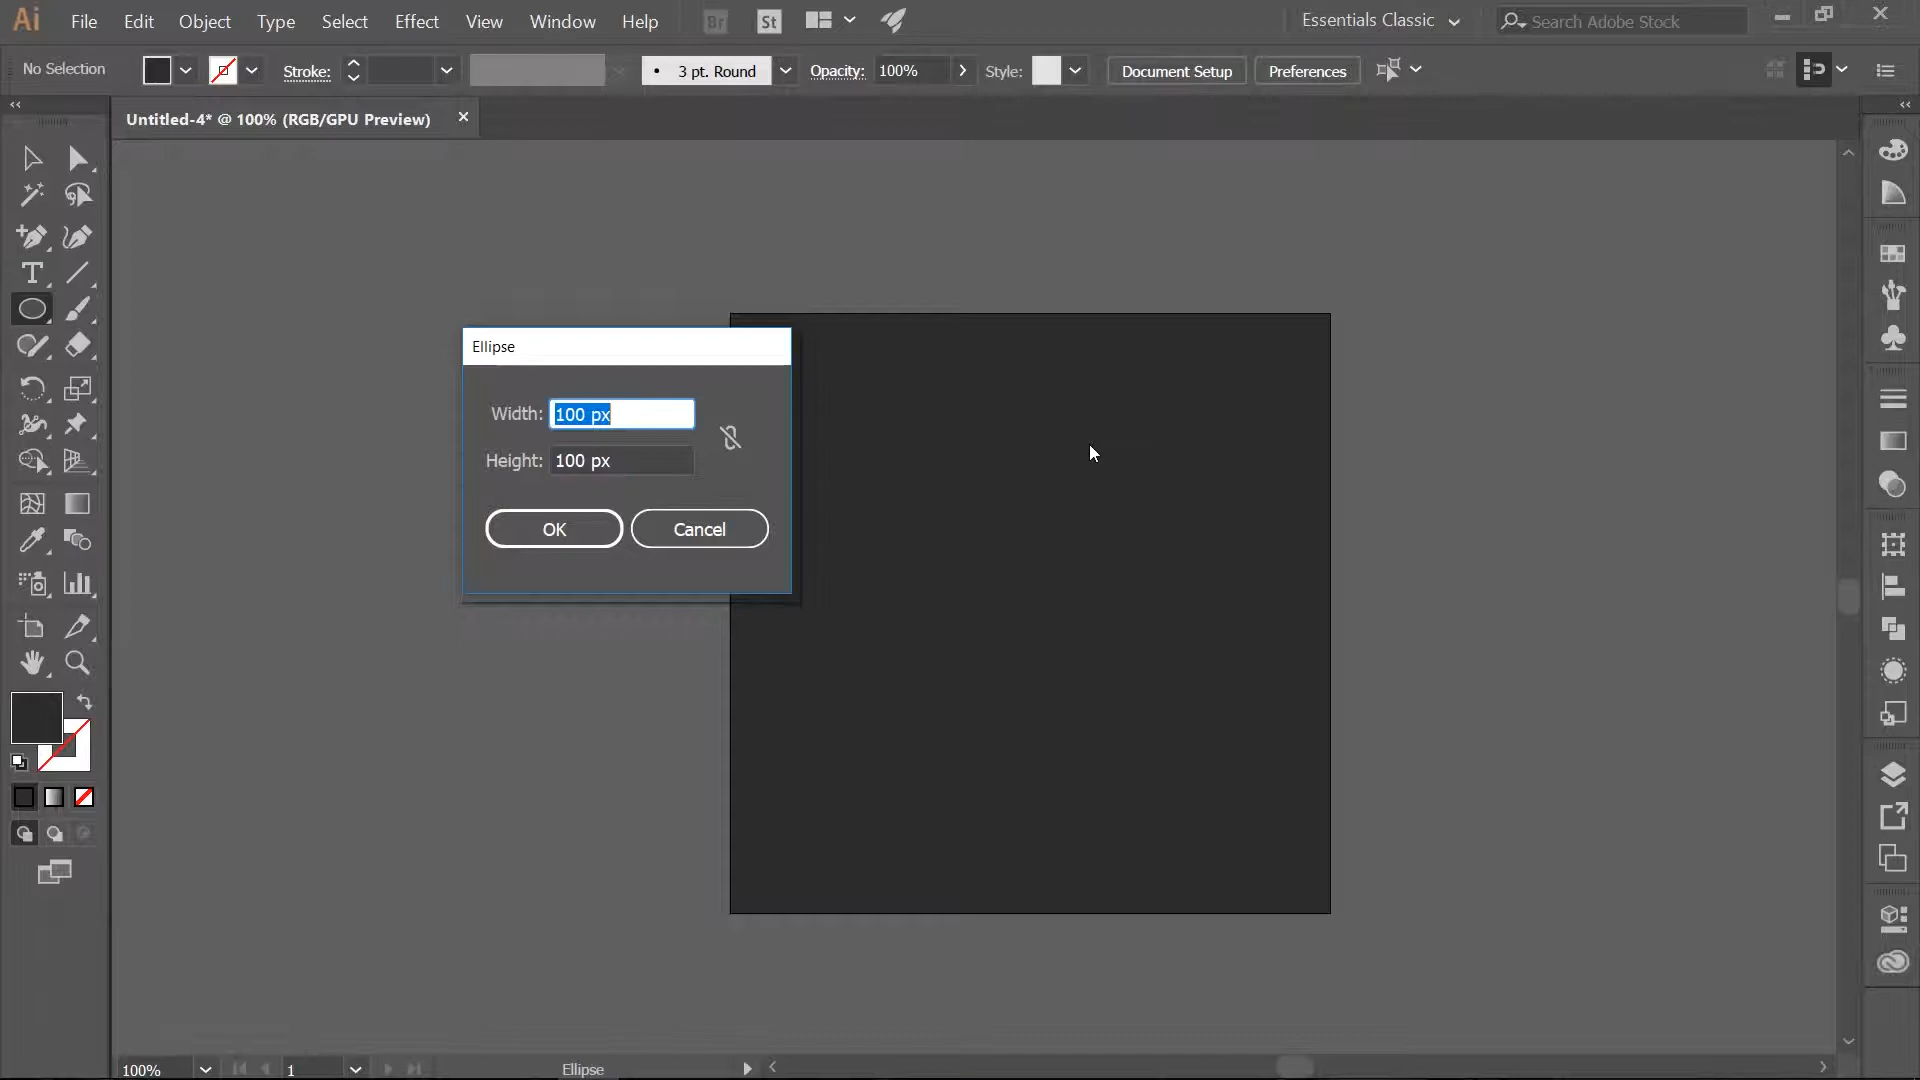 Ai File Edit Object Type Select Effect View Window Help Br St Essentials Classic Search Adobe Stock
No Selection Stroke: 3 pt. Round Opacity: 100% Style: Document Setup Preferences
Untitled-4* @ 100% (RGB/GPU Preview)
Ellipse
Width: 100 px
Height: 100 px
OK Cancel
100% 1 Ellipse